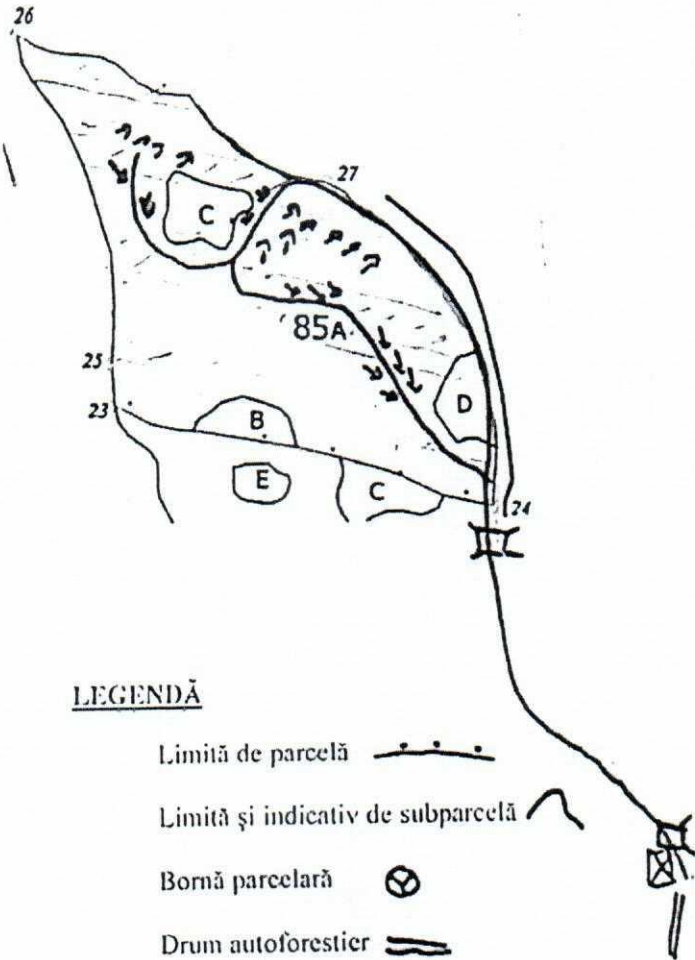 26
27
C
85A
25
D
23
B
E
C
24
LEGENDĂ
Limită de parcelă
Limită şi indicativ de subparcelă
Bornă parcelară
Drum autoforestier